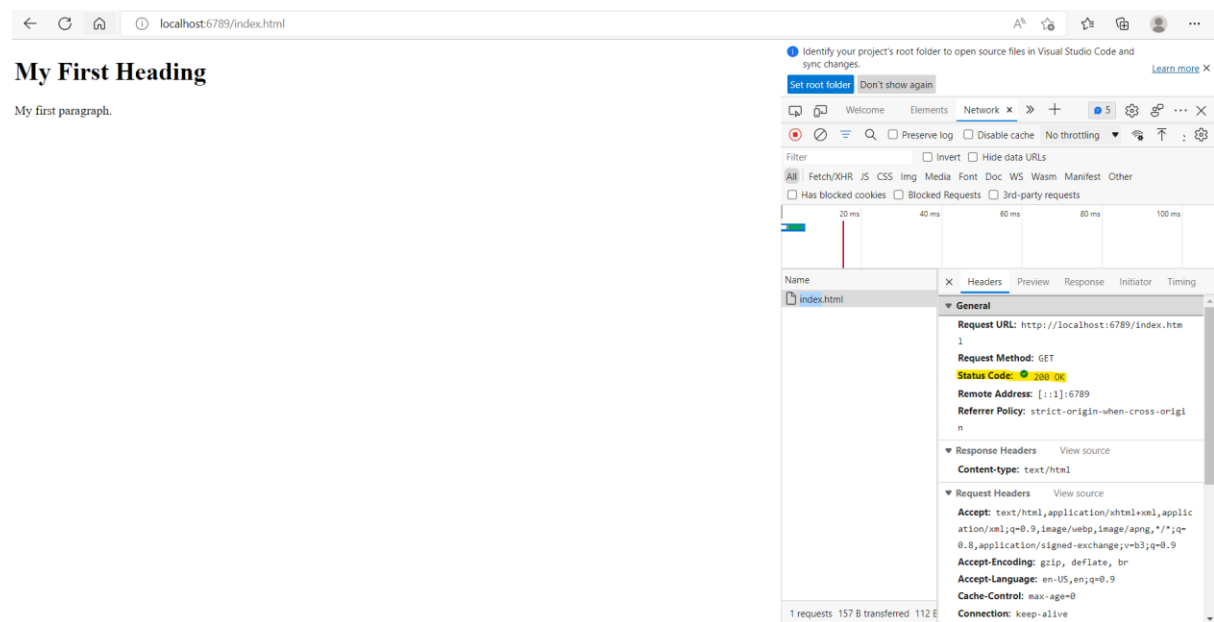 localhost:6789/index.html
My First Heading
My first paragraph.
Identify your project's root folder to open source files in Visual Studio Code and
sync changes.
Learn more
Set root folder Don't show again
Welcome Elements Network 5
Preserve log Disable cache No throttling
Filter Invert Hide data URLs
All Fetch/XHR JS CSS Img Media Font Doc WS Wasm Manifest Other
Has blocked cookies Blocked Requests 3rd-party requests
20 ms 40 ms 60 ms 80 ms 100 ms
Name
index.html
1 requests 157 B transferred 112 B
Headers Preview Response Initiator Timing
General
Request URL: http://localhost:6789/index.htm
l
Request Method: GET
Status Code: 200 OK
Remote Address: [::1]:6789
Referrer Policy: strict-origin-when-cross-origi
n
Response Headers View source
Content-type: text/html
Request Headers View source
Accept: text/html,application/xhtml+xml,applic
ation/xml;q=0.9,image/webp,image/apng,*/*;q=
0.8,application/signed-exchange;v=b3;q=0.9
Accept-Encoding: gzip, deflate, br
Accept-Language: en-US,en;q=0.9
Cache-Control: max-age=0
Connection: keep-alive